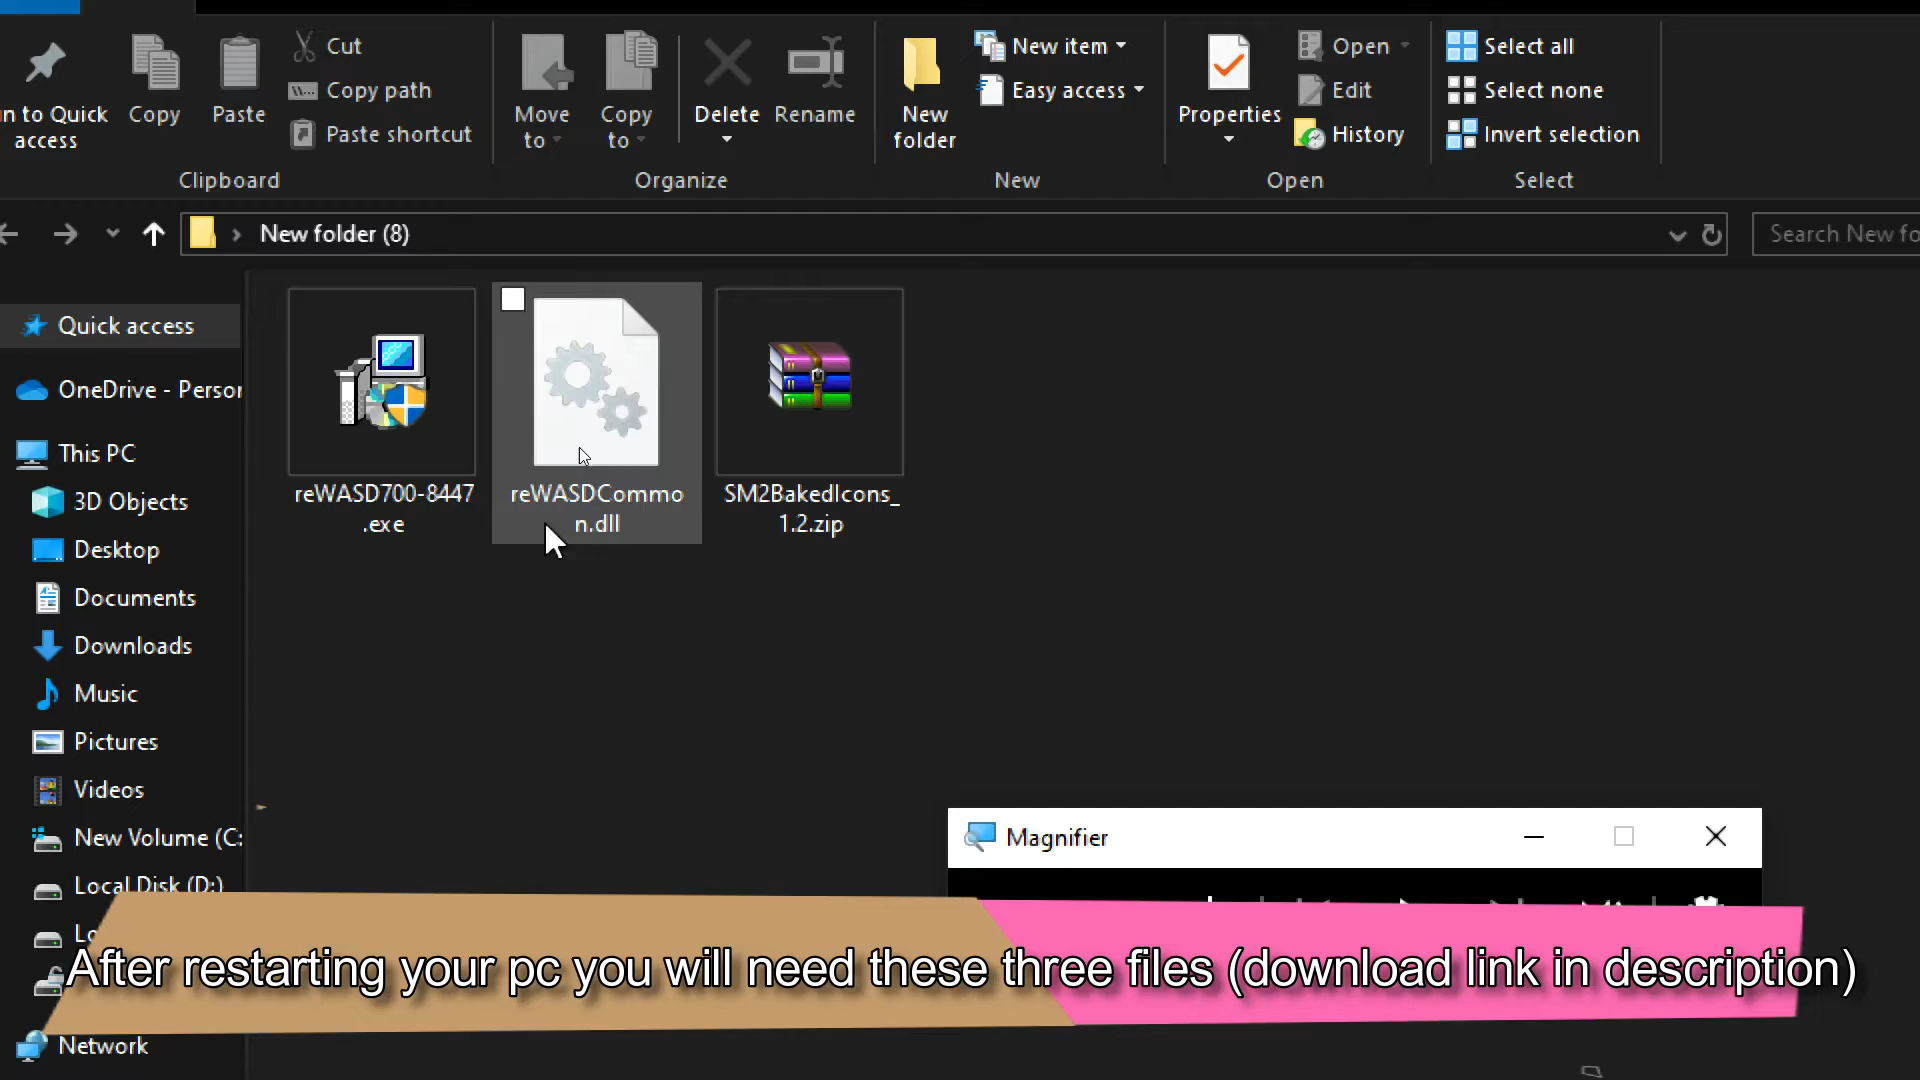 n to Quick
access
Copy
Paste
Cut
Copy path
Paste shortcut
Clipboard
Move
to
Copy
to
Delete
Rename
Organize
New
folder
New item
Easy access
New
Properties
Open
Edit
History
Open
Select all
Select none
Invert selection
Select
New folder (8)
Search New fo
Quick access
OneDrive - Person
This PC
3D Objects
Desktop
Documents
Downloads
Music
Pictures
Videos
New Volume (C:
Local Disk (D:)
Lo
Network
reWASD700-8447
.exe
reWASDCommo
n.dll
SM2BakedIcons_
1.2.zip
Magnifier
After restarting your pc you will need these three files (download link in description)